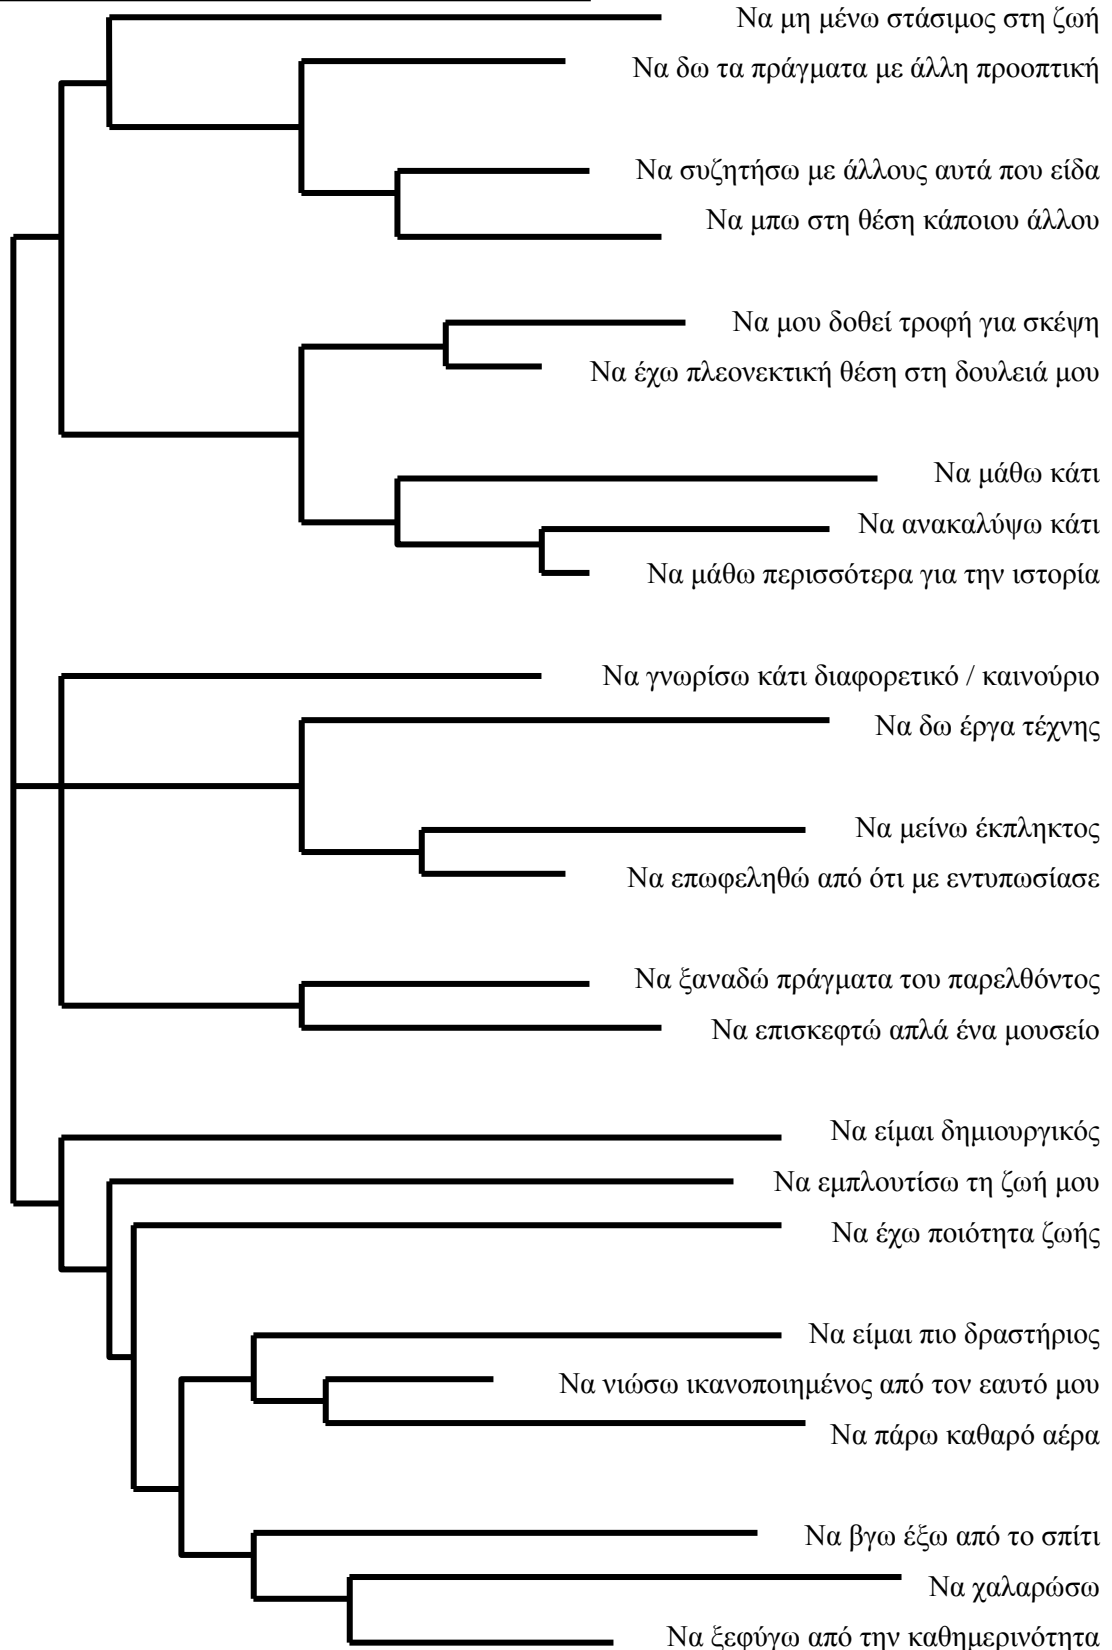 Να μη μένω στάσιμος στη ζωή
Να δω τα πράγματα με άλλη προοπτική
Να συζητήσω με άλλους αυτά που είδα
Να μπω στη θέση κάποιου άλλου
Να μου δοθεί τροφή για σκέψη
Να έχω πλεονεκτική θέση στη δουλειά μου
Να μάθω κάτι
Να ανακαλύψω κάτι
Να μάθω περισσότερα για την ιστορία
Να γνωρίσω κάτι διαφορετικό / καινούριο
Να δω έργα τέχνης
Να μείνω έκπληκτος
Να επωφεληθώ από ότι με εντυπωσίασε
Να ξαναδώ πράγματα του παρελθόντος
Να επισκεφτώ απλά ένα μουσείο
Να είμαι δημιουργικός
Να εμπλουτίσω τη ζωή μου
Να έχω ποιότητα ζωής
Να είμαι πιο δραστήριος
Να νιώσω ικανοποιημένος από τον εαυτό μου
Να πάρω καθαρό αέρα
Να βγω έξω από το σπίτι
Να χαλαρώσω
Να ξεφύγω από την καθημερινότητα